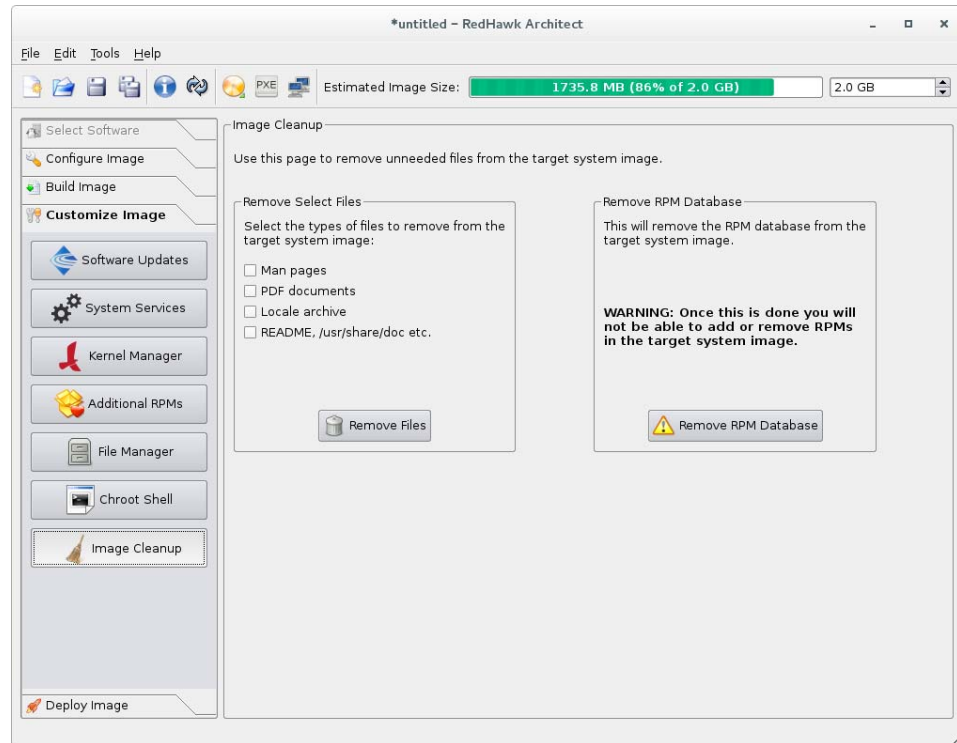 *untitled – RedHawk Architect
File Edit Tools Help
PXE
Estimated Image Size:
1735.8 MB (86% of 2.0 GB)
2.0 GB
Select Software
Configure Image
Build Image
Customize Image
Software Updates
System Services
Kernel Manager
Additional RPMs
File Manager
Chroot Shell
Image Cleanup
Deploy Image
Image Cleanup
Use this page to remove unneeded files from the target system image.
Remove Select Files
Select the types of files to remove from the
target system image:
Man pages
PDF documents
Locale archive
README, /usr/share/doc etc.
Remove Files
Remove RPM Database
This will remove the RPM database from the
target system image.
WARNING: Once this is done you will
not be able to add or remove RPMs
in the target system image.
Remove RPM Database